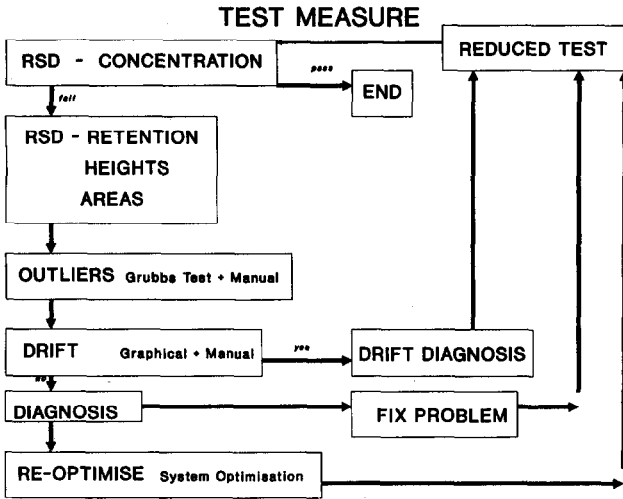 TEST MEASURE
RSD - CONCENTRATION
pass
REDUCED TEST
END
fail
RSD - RETENTION
HEIGHTS
AREAS
OUTLIERS Grubbs Test + Manual
DRIFT Graphical + Manual
yes
DRIFT DIAGNOSIS
no
DIAGNOSIS
FIX PROBLEM
RE-OPTIMISE System Optimisation